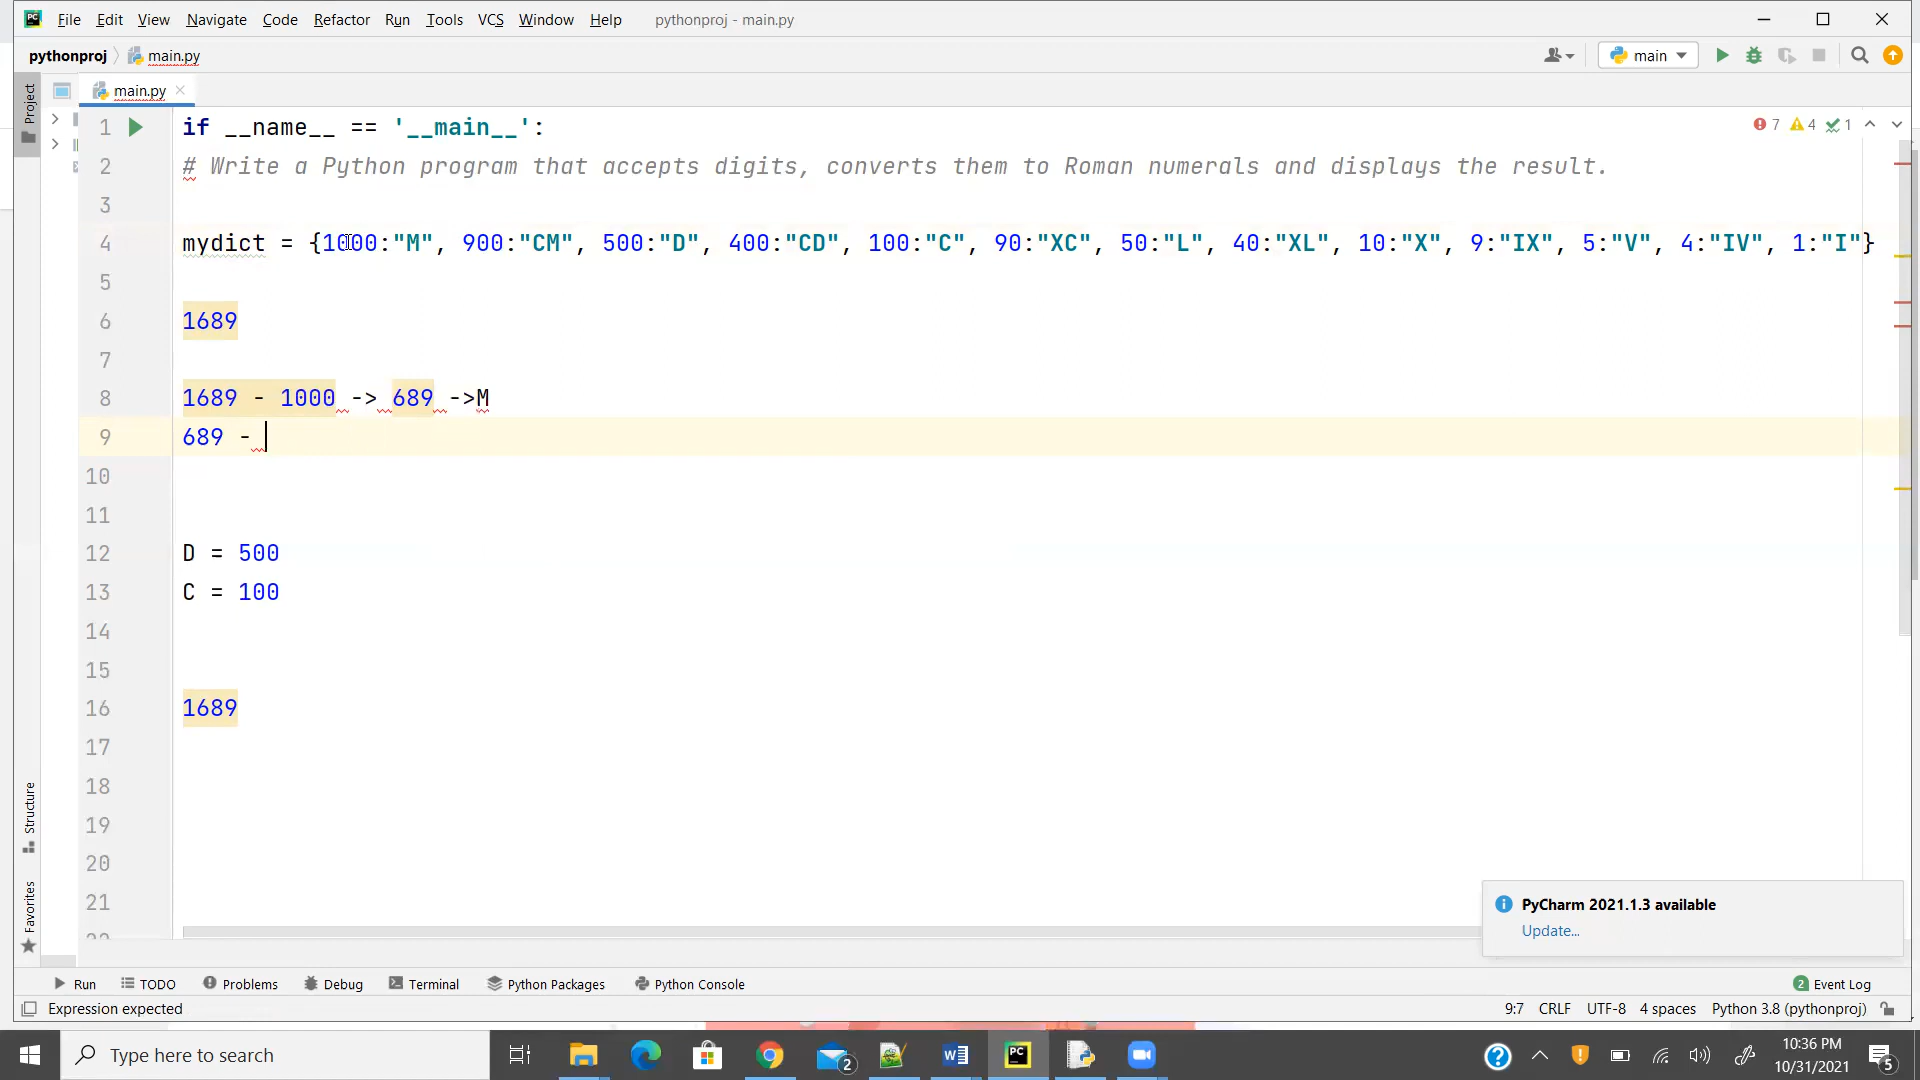 File Edit View Navigate Code Refactor Run Tools VCS Window Help pythonproj - main.py
pythonproj main.py main
Project main.py 7 4 1
1 if __name__ == '__main__':
2 # Write a Python program that accepts digits, converts them to Roman numerals and displays the result.
3
4 mydict = {1000:"M", 900:"CM", 500:"D", 400:"CD", 100:"C", 90:"XC", 50:"L", 40:"XL", 10:"X", 9:"IX", 5:"V", 4:"IV", 1:"I"}
5
6 1689
7
8 1689 - 1000 -> 689 ->M
9 689 -
10
11
12 D = 500
13 C = 100
14
15
16 1689
17
18
19
20
21
Structure
Favorites
PyCharm 2021.1.3 available
Update...
Run TODO Problems Debug Terminal Python Packages Python Console 2 Event Log
Expression expected 9:7 CRLF UTF-8 4 spaces Python 3.8 (pythonproj)
Type here to search 2 10:36 PM
10/31/2021 5